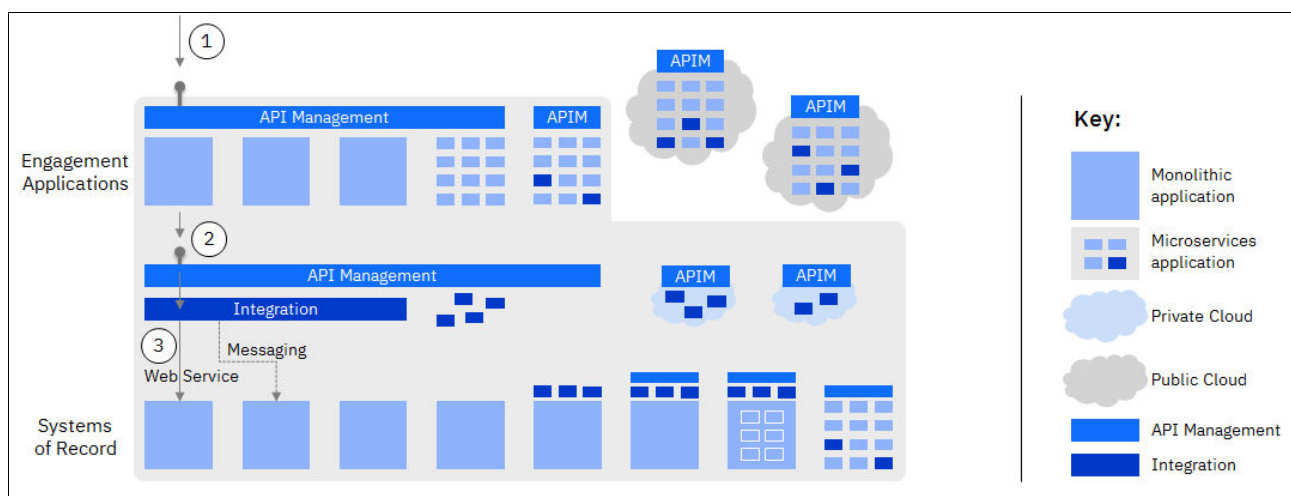 1
APIM
APIM
API Management
APIM
Engagement
Applications
2
API Management
APIM
APIM
Integration
3
Messaging
Web Service
Systems
of Record
Key:
Monolithic
application
Microservices
application
Private Cloud
Public Cloud
API Management
Integration